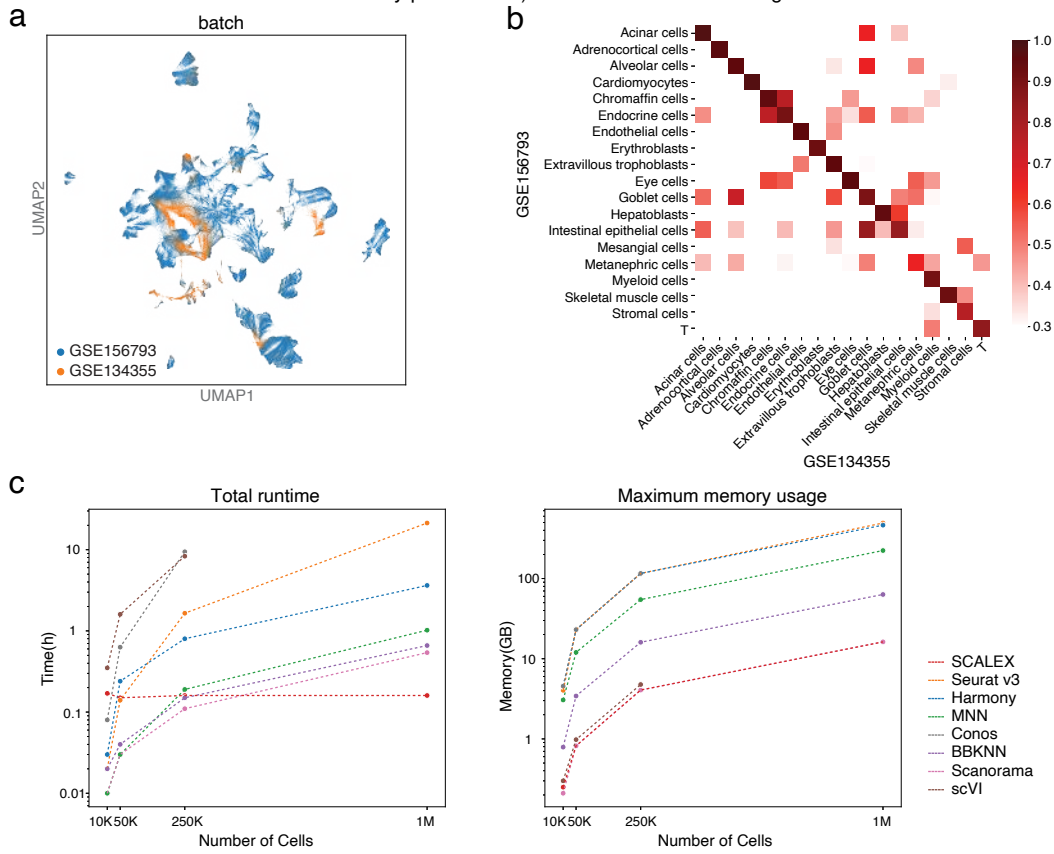 a
batch
UMAP2
GSE156793
GSE134355
UMAP1
b
GSE156793
Acinar cells
Adrenocortical cells
Alveolar cells
Cardiomyocytes
Chromaffin cells
Endocrine cells
Endothelial cells
Erythroblasts
Extravillous trophoblasts
Eye cells
Goblet cells
Hepatoblasts
Intestinal epithelial cells
Mesangial cells
Metanephric cells
Myeloid cells
Skeletal muscle cells
Stromal cells
T
Acinar cells
Adrenocortical cells
Alveolar cells
Cardiomyocytes
Chromaffin cells
Endocrine cells
Endothelial cells
Erythroblasts
Extravillous trophoblasts
Eye cells
Goblet cells
Hepatoblasts
Intestinal epithelial cells
Metanephric cells
Myeloid cells
Skeletal muscle cells
Stromal cells
T
GSE134355
1.0
0.9
0.8
0.7
0.6
0.5
0.4
0.3
c
Total runtime
Time(h)
10
1
0.1
0.01
10K 50K 250K 1M
Number of Cells
Maximum memory usage
Memory(GB)
100
10
1
10K 50K 250K 1M
Number of Cells
SCALEX
Seurat v3
Harmony
MNN
Conos
BBKNN
Scanorama
scVI